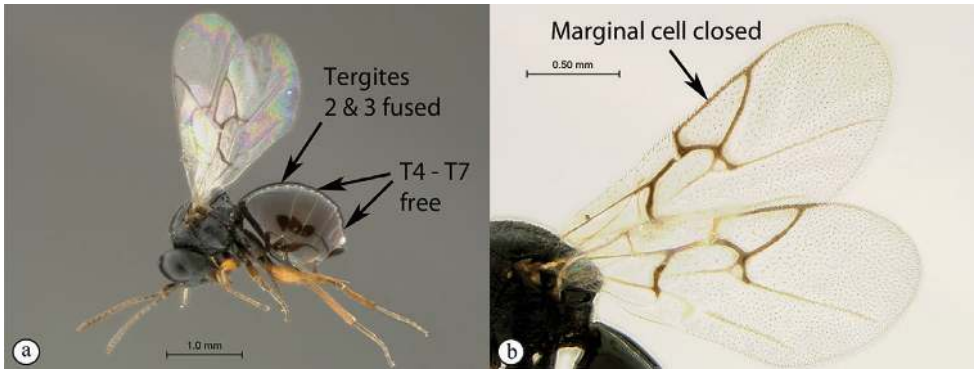 Tergites
2 & 3 fused
T4 - T7
free
1.0 mm
a
Marginal cell closed
0.50 mm
b